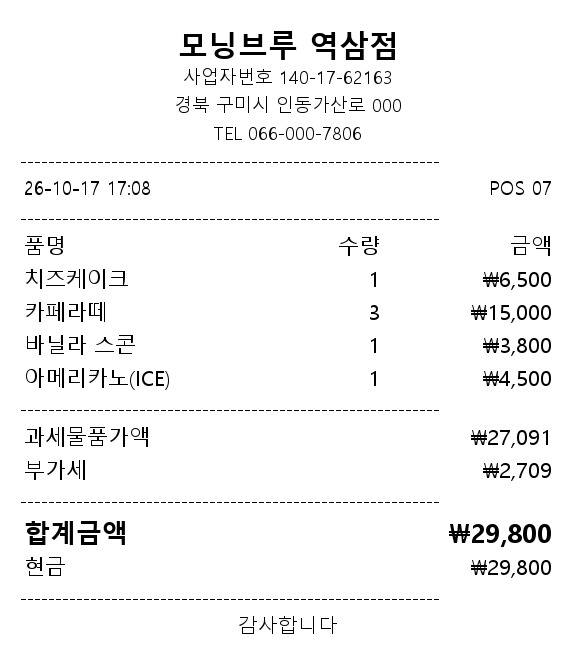 모닝브루 역삼점
사업자번호 140-17-62163
경북 구미시 인동가산로 000
TEL 066-000-7806
26-10-17 17:08 POS 07
품명 수량 금액
치즈케이크 1 ₩6,500
카페라떼 3 ₩15,000
바닐라 스콘 1 ₩3,800
아메리카노(ICE) 1 ₩4,500
과세물품가액 ₩27,091
부가세 ₩2,709
합계금액 ₩29,800
현금 ₩29,800
감사합니다